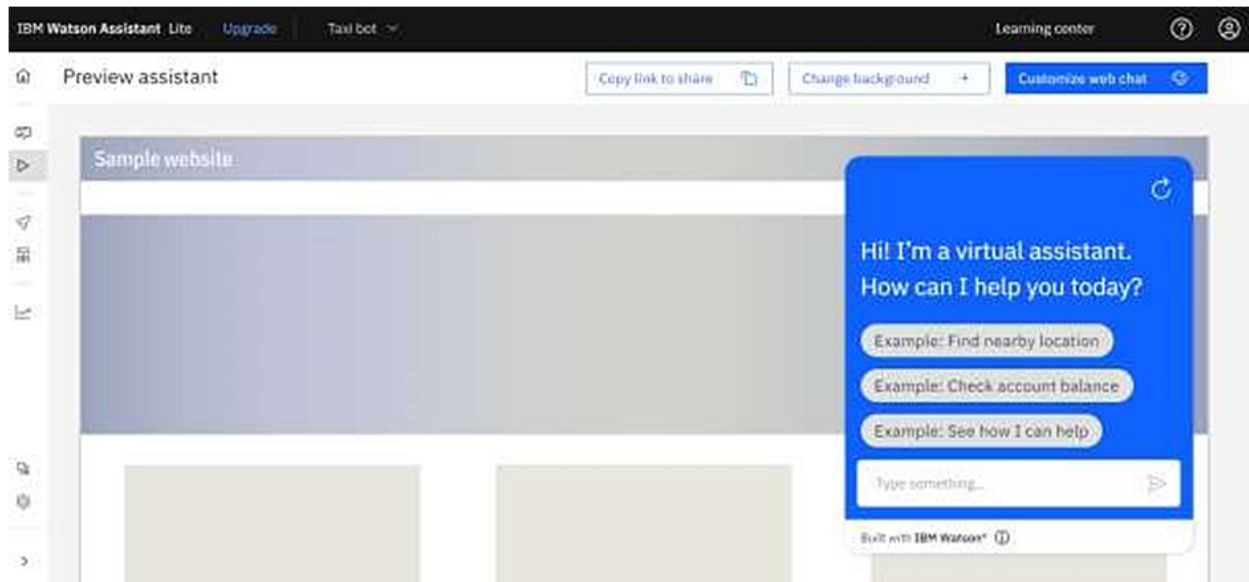 IBM Watson Assistant Lite Upgrade Taxi bot Learning center
Preview assistant Copy link to share Change background + Customize web chat
Sample website
Hi! I'm a virtual assistant.
How can I help you today?
Example: Find nearby location
Example: Check account balance
Example: See how I can help
Type something...
Built with IBM Watson®